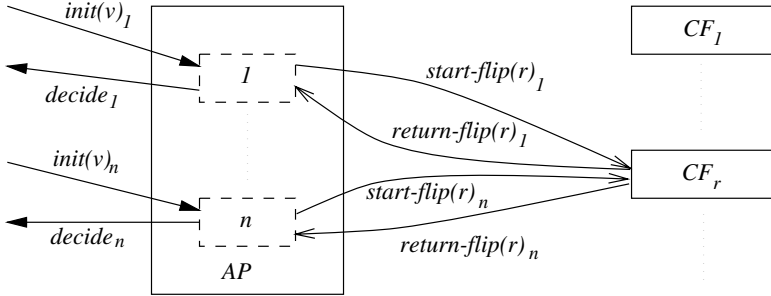 init(v)1
CF1
1
start-flip(r)1
decide1
return-flip(r)1
init(v)n
CFr
start-flip(r)n
n
deciden
return-flip(r)n
AP